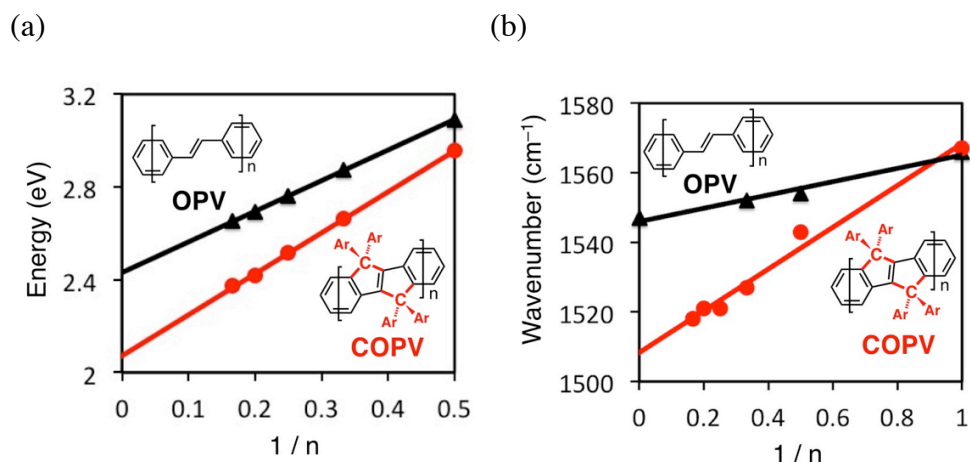 (a)
3.2
2.8
2.4
2
0
0.1
0.2
0.3
0.4
0.5
Energy (eV)
1 / n
n
OPV
Ar
Ar
C
C
n
Ar
Ar
COPV
(b)
1580
1560
1540
1520
1500
0
0.2
0.4
0.6
0.8
1
Wavenumber (cm⁻¹)
1 / n
n
OPV
Ar
Ar
C
C
n
Ar
Ar
COPV